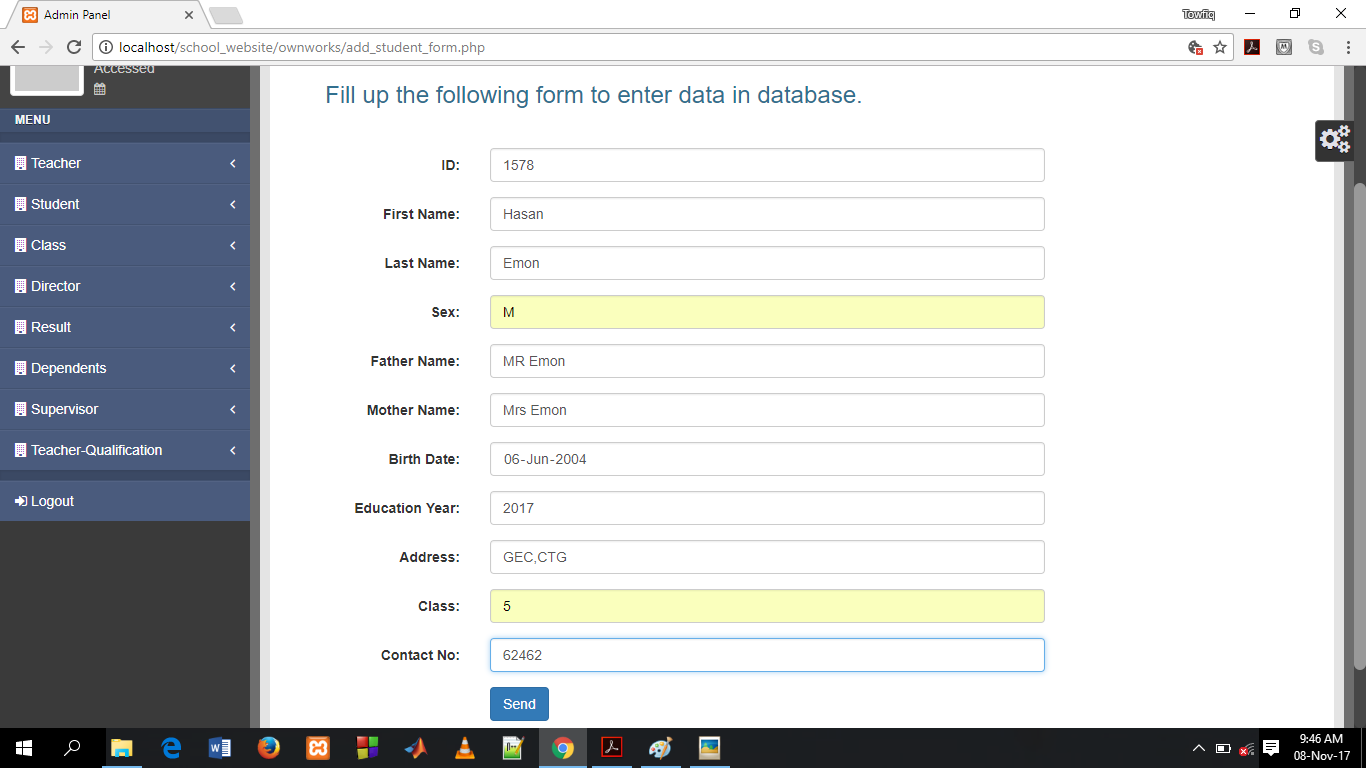 Admin Panel
Towfiq
localhost/school_website/ownworks/add_student_form.php
Accessed
MENU
Teacher
Student
Class
Director
Result
Dependents
Supervisor
Teacher-Qualification
Logout
Fill up the following form to enter data in database.
ID: 1578
First Name: Hasan
Last Name: Emon
Sex: M
Father Name: MR Emon
Mother Name: Mrs Emon
Birth Date: 06-Jun-2004
Education Year: 2017
Address: GEC,CTG
Class: 5
Contact No: 62462
Send
9:46 AM
08-Nov-17